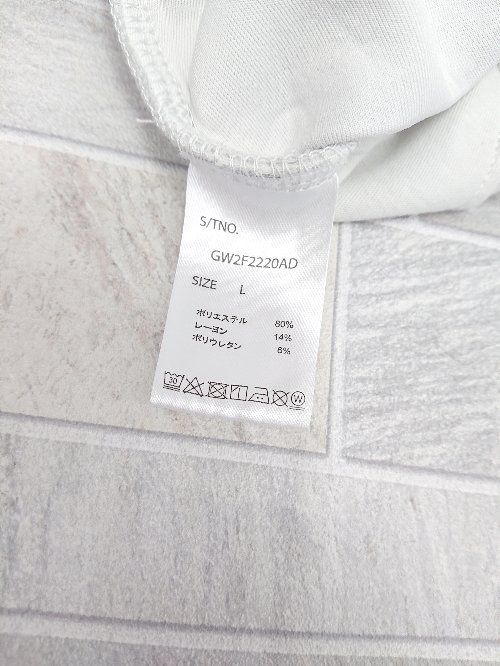 S/TNO.
GW2F2220AD
SIZE L
ポリエステル 80%
レーヨン 14%
ポリウレタン 6%
30 W